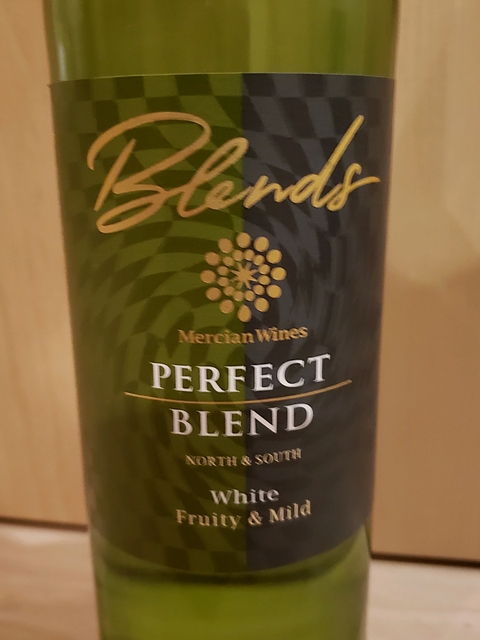 Blends
Mercian Wines
PERFECT
BLEND
NORTH & SOUTH
White
Fruity & Mild